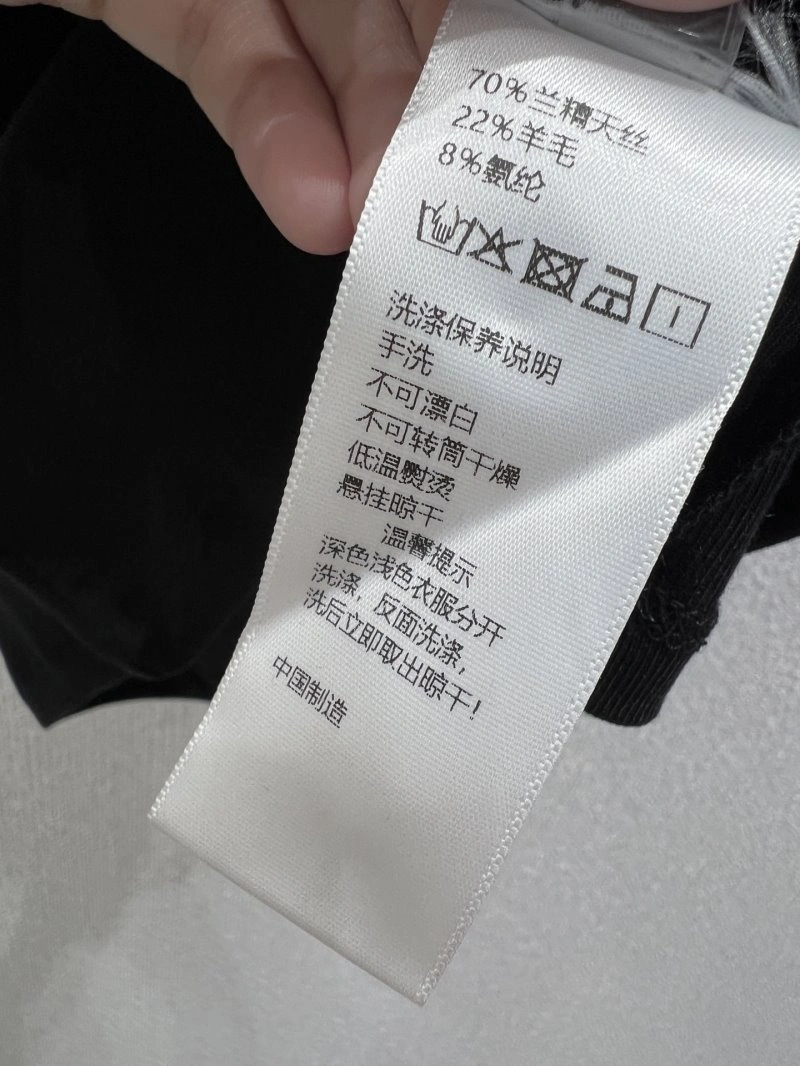 70%兰精天丝
22%羊毛
8%氨纶
洗涤保养说明
手洗
不可漂白
不可转筒干燥
低温熨烫
悬挂晾干
温馨提示
深色浅色衣服分开
洗涤，反面洗涤，
洗后立即取出晾干！
中国制造